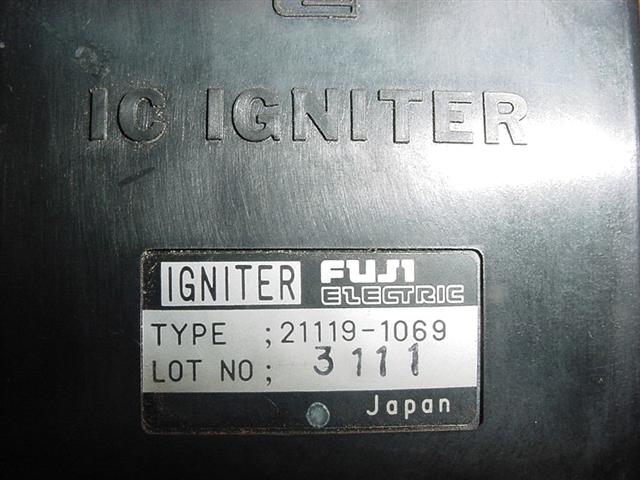 IC IGNITER
IGNITER FUJI ELECTRIC
TYPE ; 21119-1069
LOT NO ; 3111
Japan